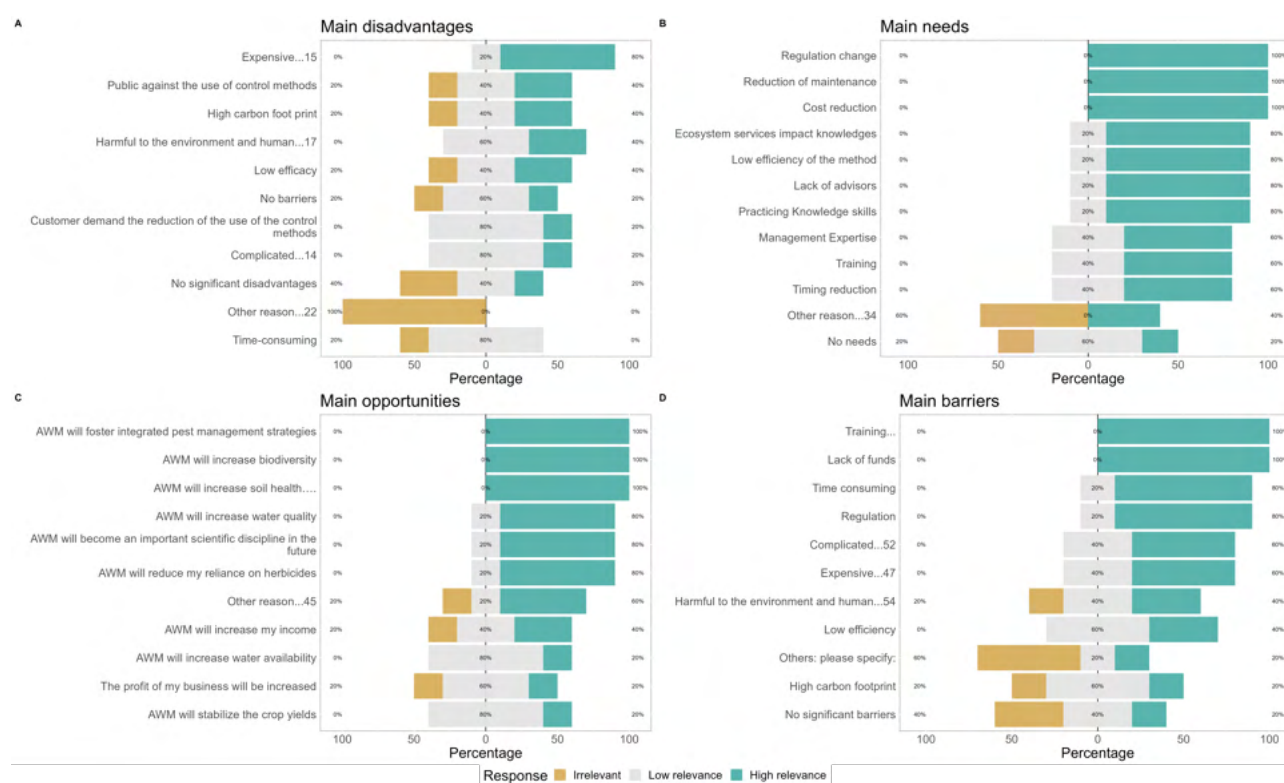 A Main disadvantages
Expensive...15 0% 20% 80%
Public against the use of control methods 20% 40% 40%
High carbon foot print 20% 40% 40%
Harmful to the environment and human...17 0% 60% 40%
Low efficacy 20% 40% 40%
No barriers 20% 60% 20%
Customer demand the reduction of the use of the control
methods 0% 80% 20%
Complicated...14 0% 80% 20%
No significant disadvantages 40% 40% 20%
Other reason...22 100% 0% 0%
Time-consuming 20% 80% 0%
100 50 0 50 100
Percentage
B Main needs
Regulation change 0% 0% 100%
Reduction of maintenance 0% 0% 100%
Cost reduction 0% 0% 100%
Ecosystem services impact knowledges 0% 20% 80%
Low efficiency of the method 0% 20% 80%
Lack of advisors 0% 20% 80%
Practicing Knowledge skills 0% 20% 80%
Management Expertise 0% 40% 60%
Training 0% 40% 60%
Timing reduction 0% 40% 60%
Other reason...34 60% 0% 40%
No needs 20% 60% 20%
100 50 0 50 100
Percentage
C Main opportunities
AWM will foster integrated pest management strategies 0% 0% 100%
AWM will increase biodiversity 0% 0% 100%
AWM will increase soil health.... 0% 0% 100%
AWM will increase water quality 0% 20% 80%
AWM will become an important scientific discipline in the
future 0% 20% 80%
AWM will reduce my reliance on herbicides 0% 20% 80%
Other reason...45 20% 20% 60%
AWM will increase my income 20% 40% 40%
AWM will increase water availability 0% 80% 20%
The profit of my business will be increased 20% 60% 20%
AWM will stabilize the crop yields 0% 80% 20%
100 50 0 50 100
Percentage
D Main barriers
Training... 0% 0% 100%
Lack of funds 0% 0% 100%
Time consuming 0% 20% 80%
Regulation 0% 20% 80%
Complicated...52 0% 40% 60%
Expensive...47 0% 40% 60%
Harmful to the environment and human...54 20% 40% 40%
Low efficiency 0% 60% 40%
Others: please specify: 60% 20% 20%
High carbon footprint 20% 60% 20%
No significant barriers 40% 40% 20%
100 50 0 50 100
Percentage
Response Irrelevant Low relevance High relevance